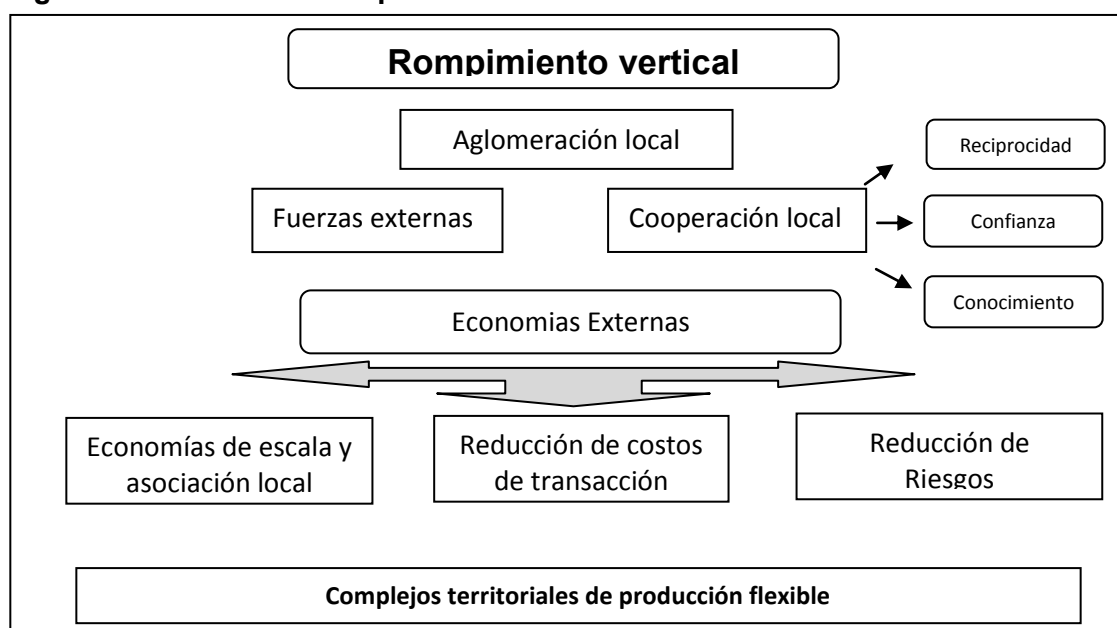 Rompimiento vertical
Aglomeración local
Reciprocidad
Fuerzas externas
Cooperación local
Confianza
Conocimiento
Economias Externas
Economías de escala y
asociación local
Reducción de costos
de transacción
Reducción de
Riesgos
Complejos territoriales de producción flexible